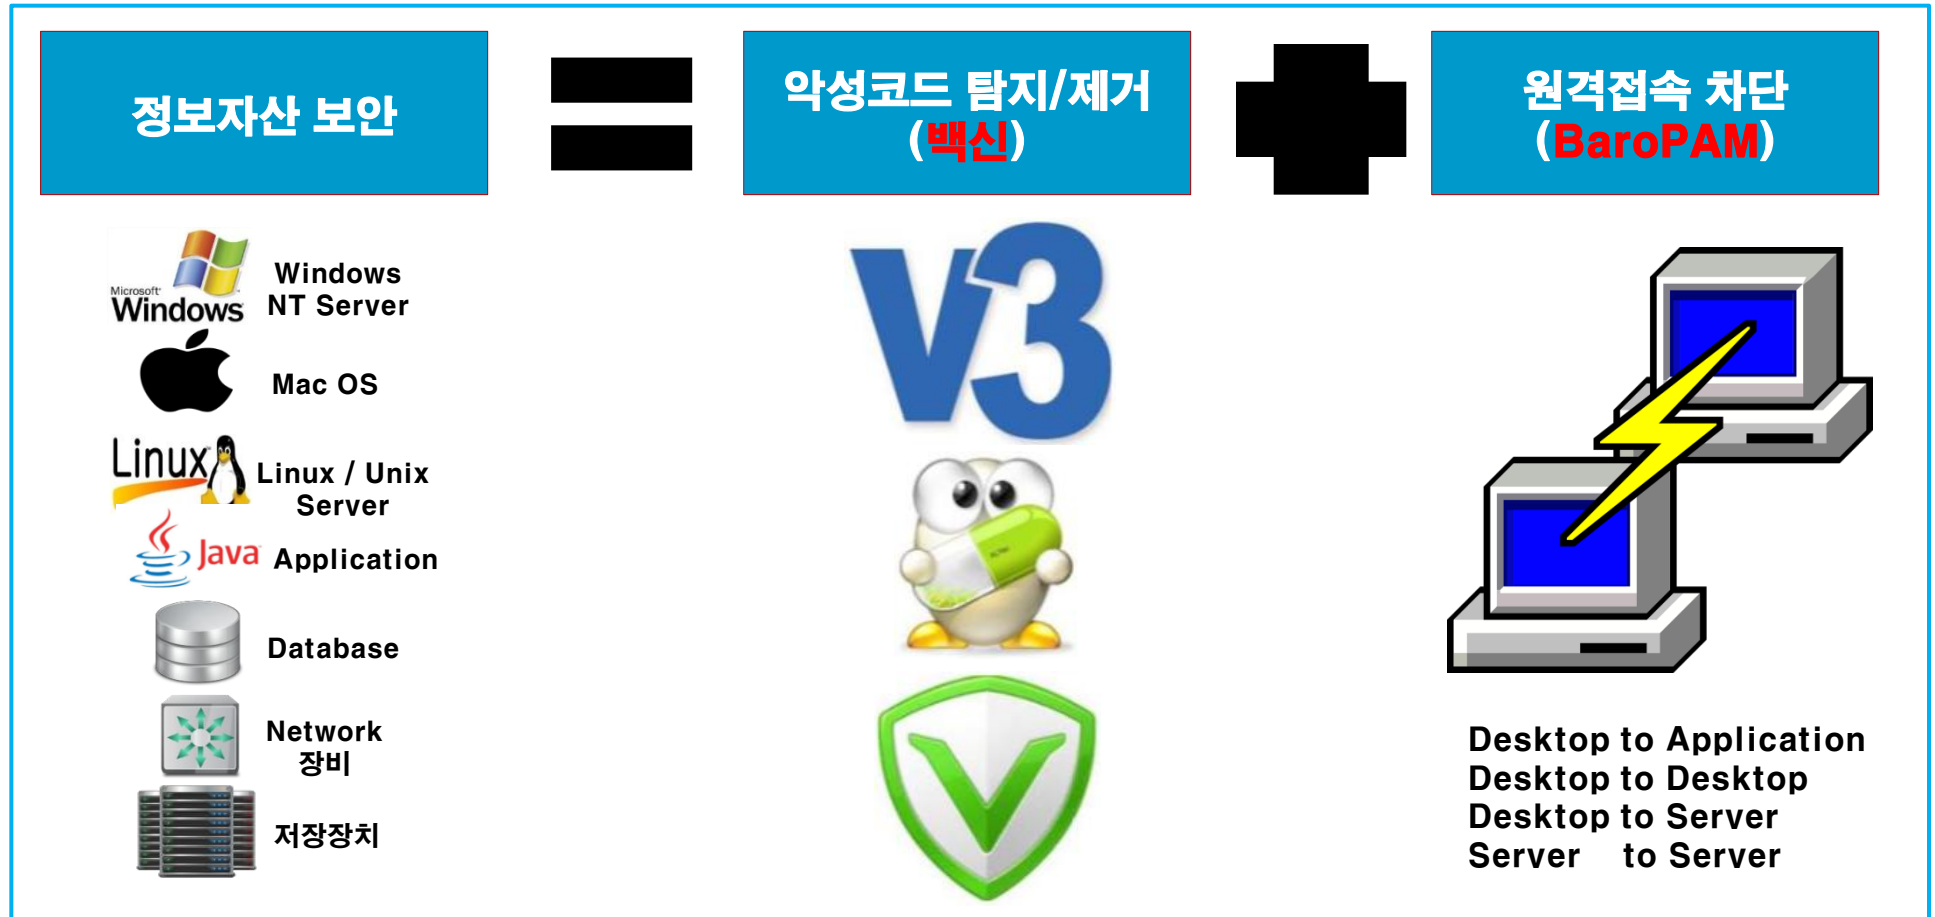 정보자산 보안
악성코드 탐지/제거
(백신)
원격접속 차단
(BaroPAM)
Microsoft
Windows
Windows
NT Server
Mac OS
Linux
Linux / Unix
Server
Java
Application
Database
Network
장비
저장장치
V3
Desktop to Application
Desktop to Desktop
Desktop to Server
Server to Server